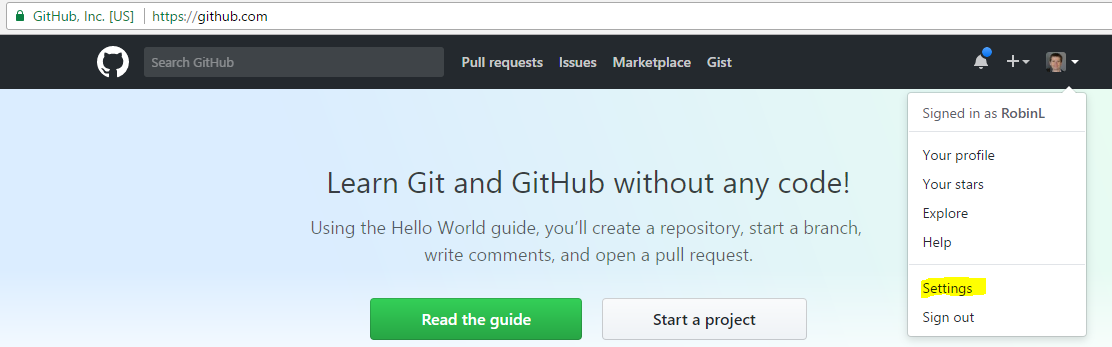 GitHub, Inc. [US] https://github.com
Search GitHub Pull requests Issues Marketplace Gist
Signed in as RobinL
Your profile
Your stars
Explore
Help
Settings
Sign out
Learn Git and GitHub without any code!
Using the Hello World guide, you’ll create a repository, start a branch,
write comments, and open a pull request.
Read the guide Start a project